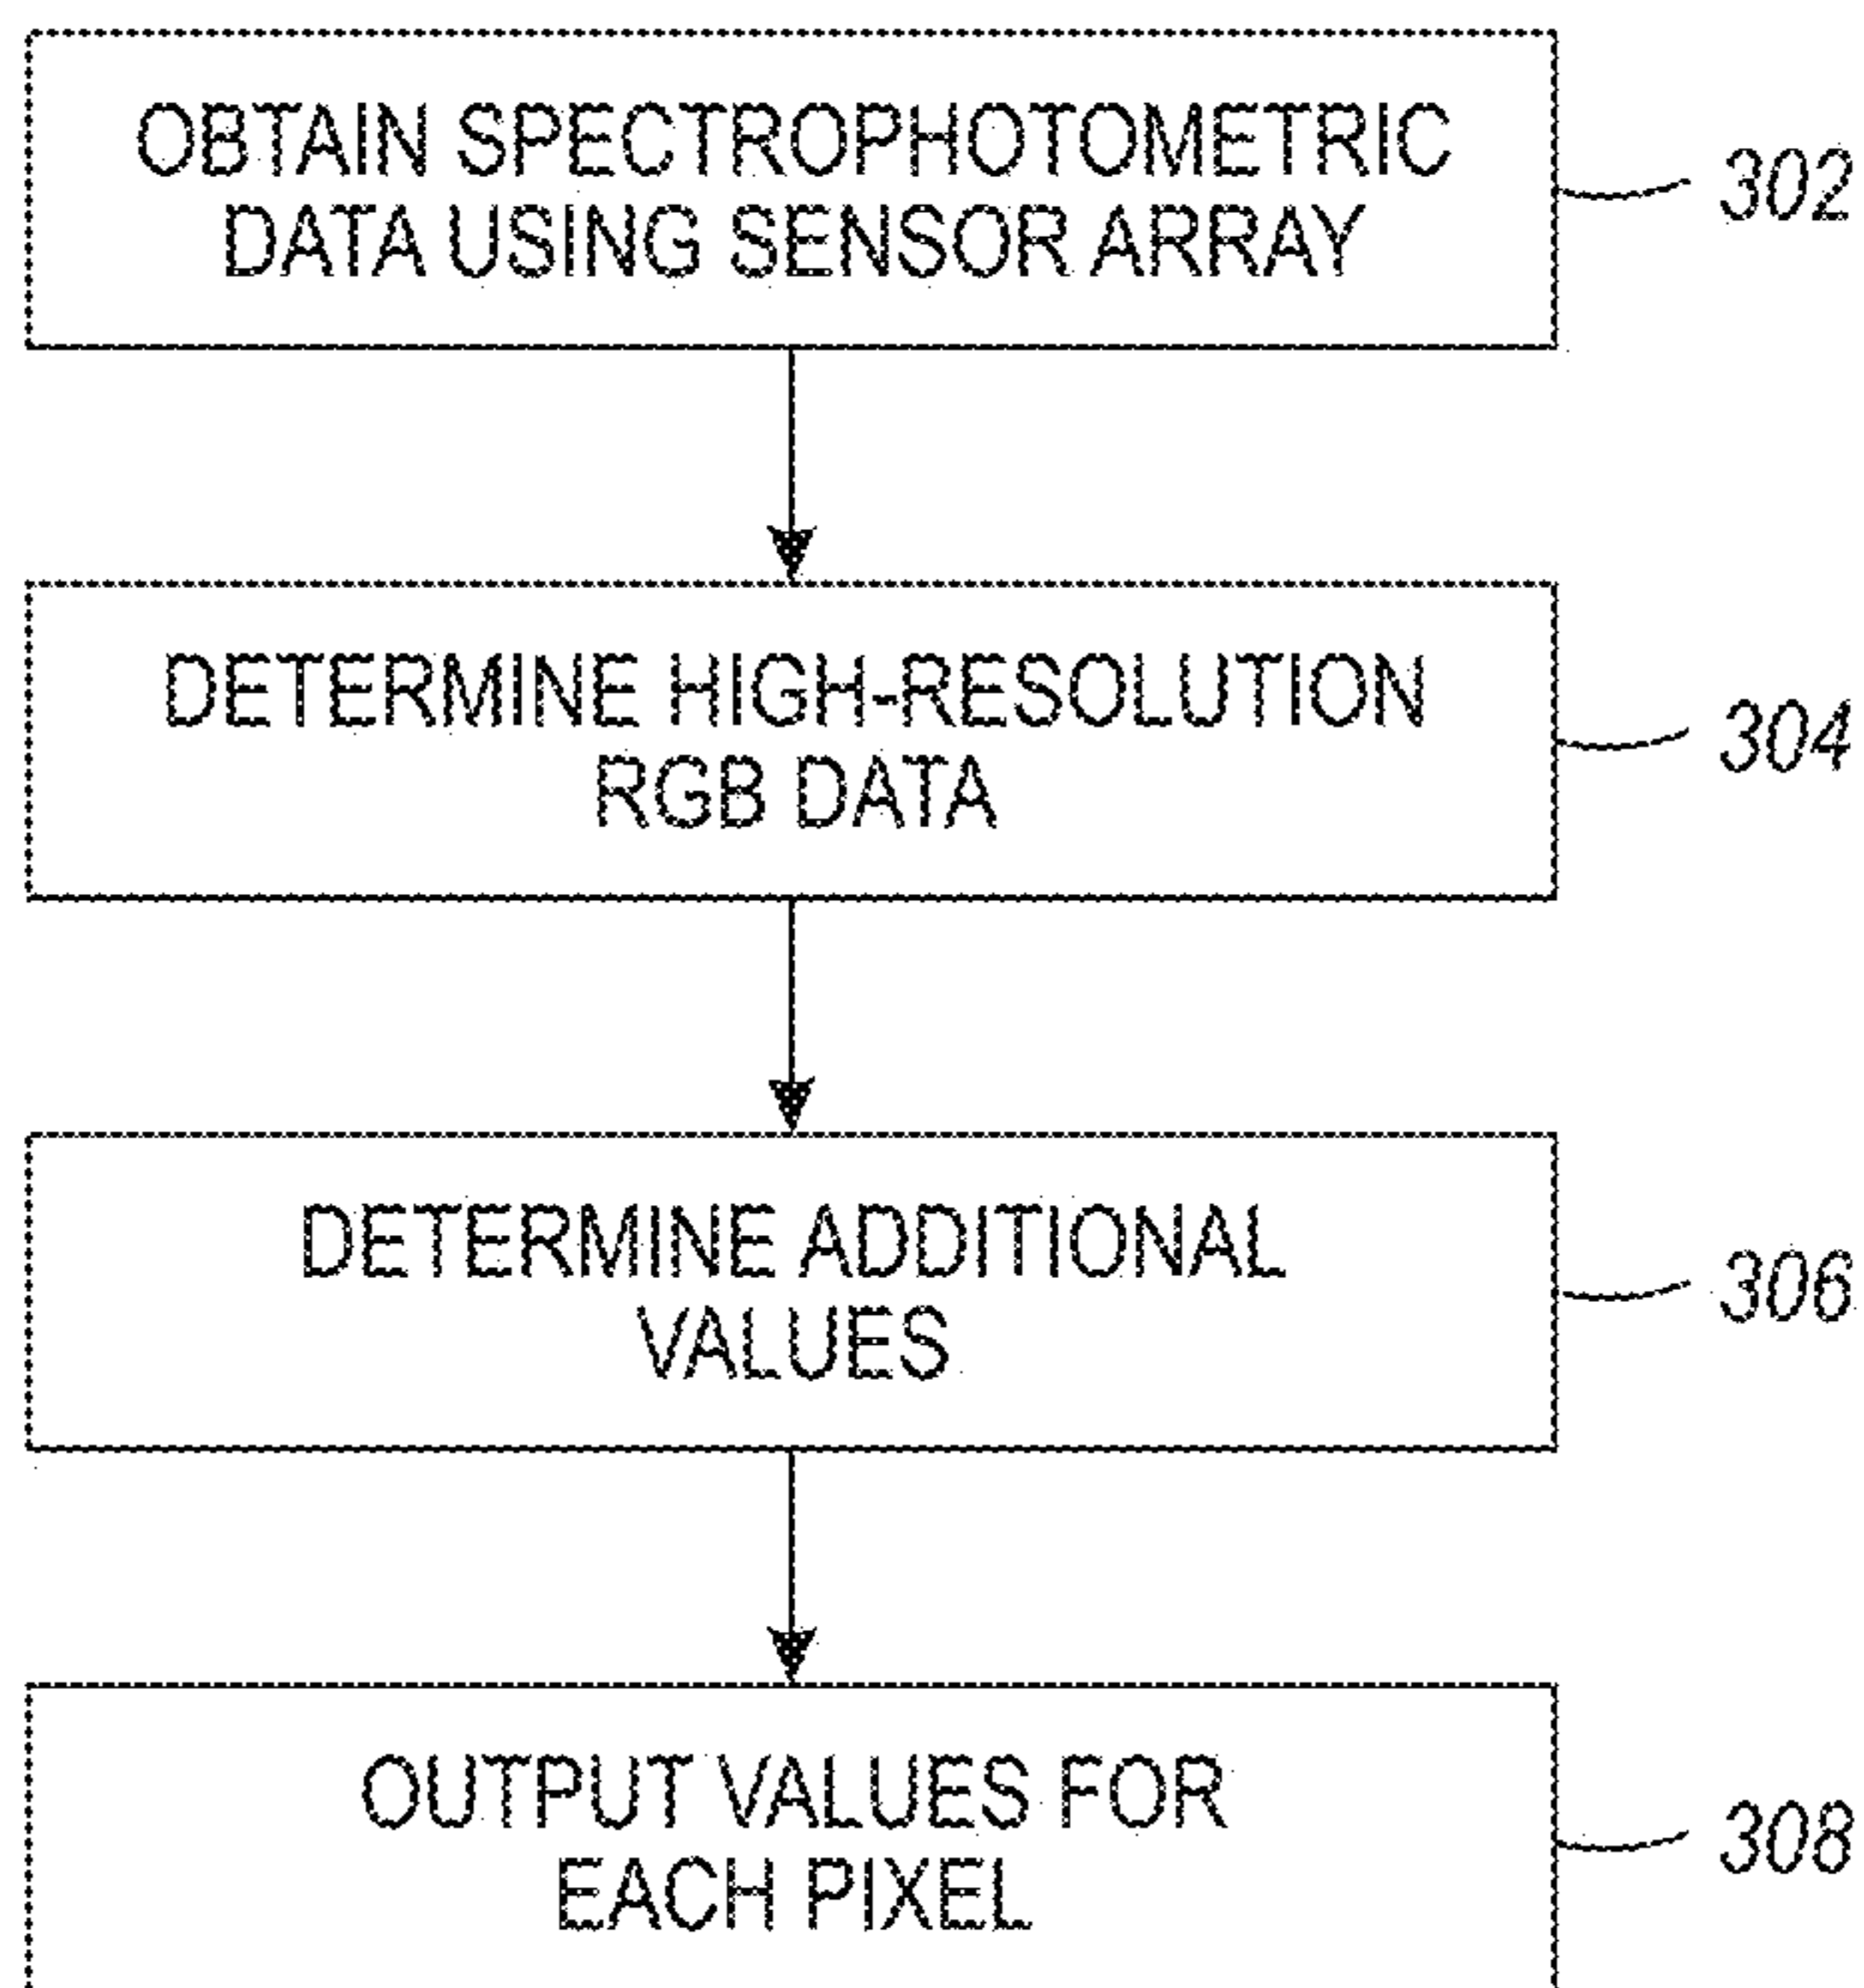 OBTAIN SPECTROPHOTOMETRIC
DATA USING SENSOR ARRAY
302
DETERMINE HIGH-RESOLUTION
RGB DATA
304
DETERMINE ADDITIONAL
VALUES
306
OUTPUT VALUES FOR
EACH PIXEL
308